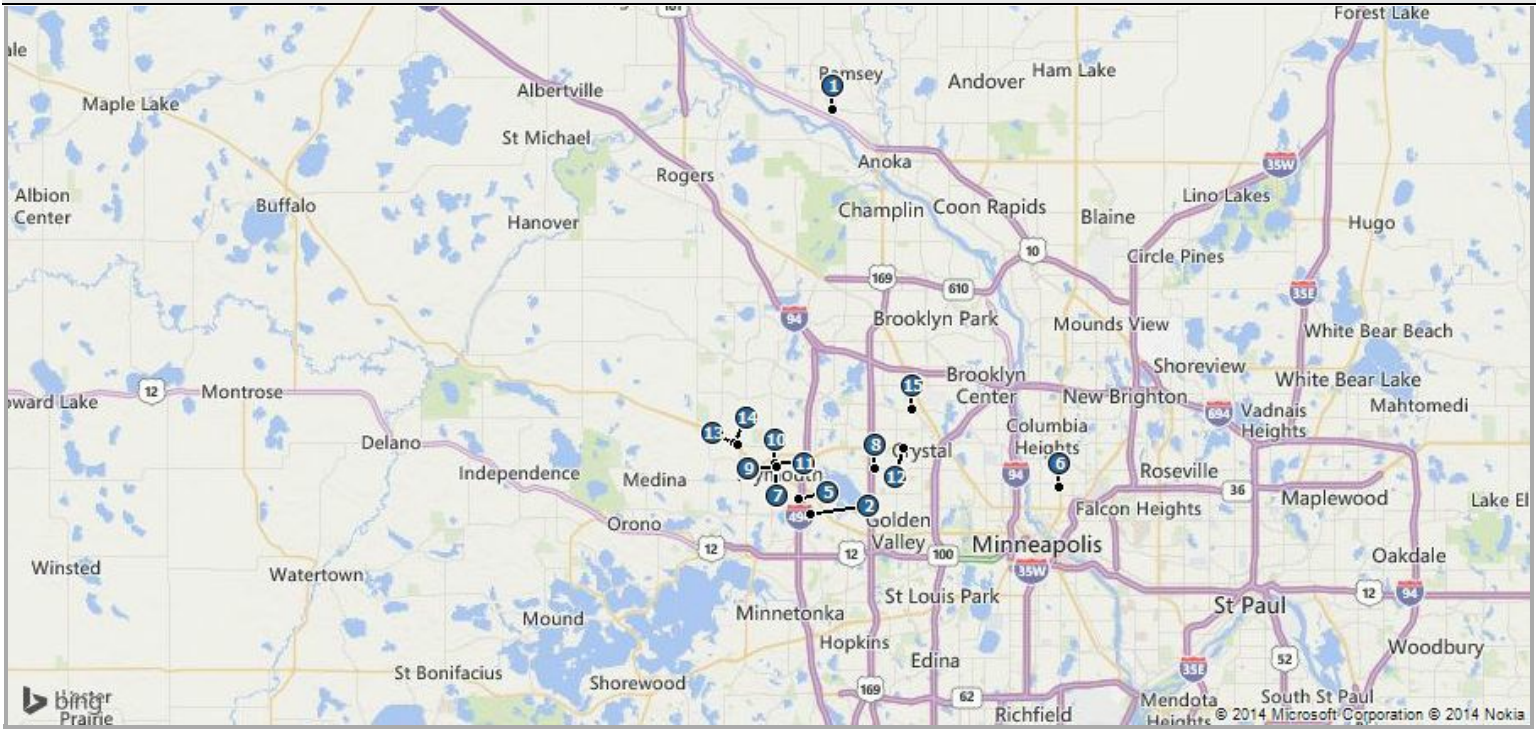 Forest Lake
Ramsey
1
Andover
Ham Lake
Albertville
Maple Lake
St Michael
35W
Anoka
Rogers
Albion
Center
Buffalo
Lino Lakes
Hanover
Champlin
Coon Rapids
Blaine
Hugo
10
Circle Pines
169
610
35E
94
Brooklyn Park
Mounds View
White Bear Beach
Shoreview
15
Brooklyn
Center
White Bear Lake
12
Montrose
New Brighton
694
Vadnais
Heights
Mahtomedi
oward Lake
14
13
10
8
Columbia
Heights
Delano
Crystal
9
11
6
Independence
Medina
12
94
Roseville
7
5
36
Maplewood
Lake El
2
Falcon Heights
Orono
Golden
Valley
12
12
100
Minneapolis
Oakdale
Winsted
Watertown
35W
St Louis Park
12
94
Mound
Minnetonka
St Paul
Hopkins
Woodbury
Edina
52
35E
St Bonifacius
Shorewood
169
62
Mendota
Heights
South St Paul
bing
Prairie
Richfield
© 2014 Microsoft Corporation © 2014 Nokia